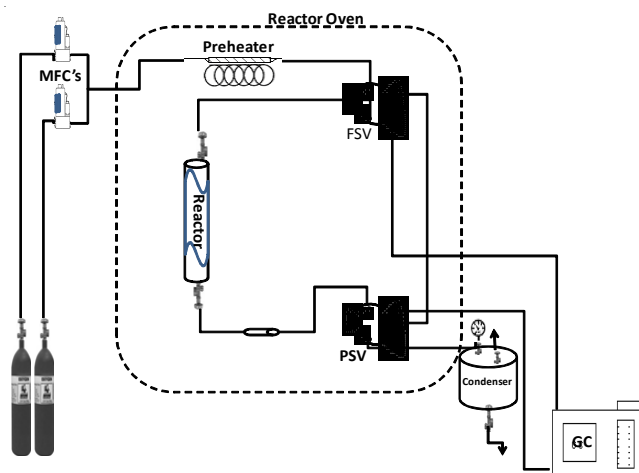 Reactor Oven
Preheater
MFC's
FSV
Reactor
PSV
Condenser
GC